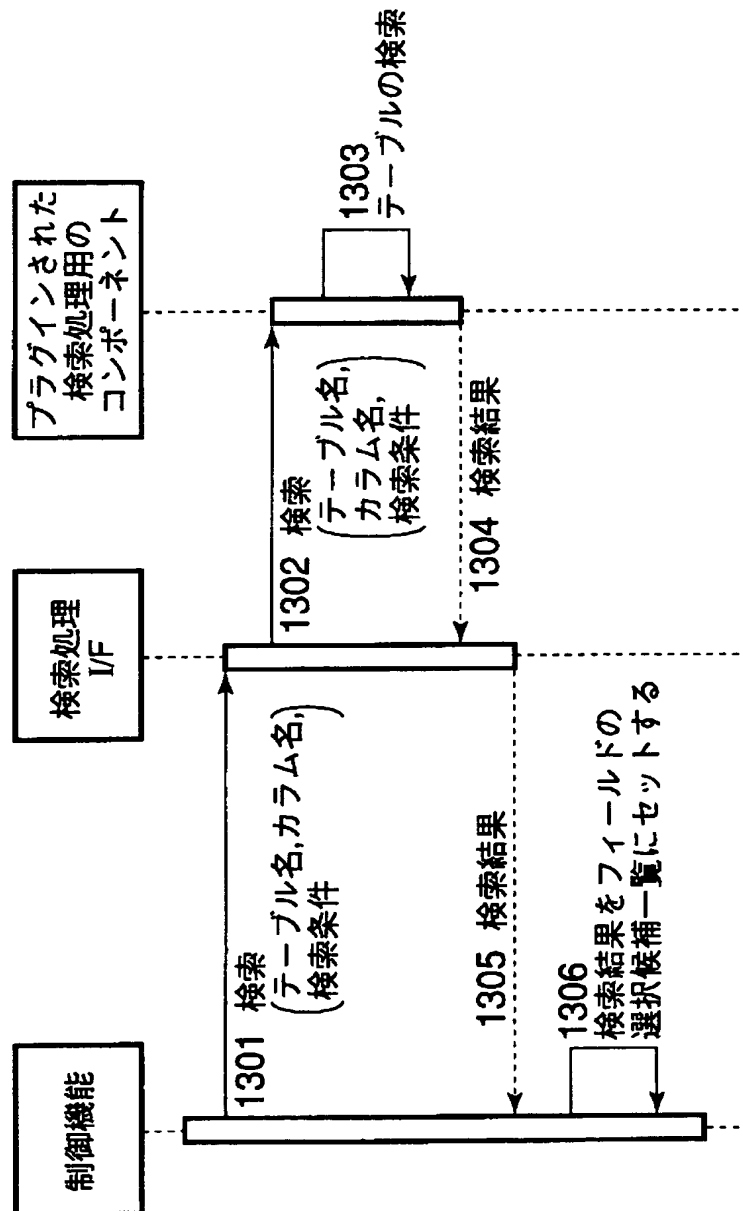 制御機能
検索処理
I/F
プラグインされた
検索処理用の
コンポーネント
1301 検索
(テーブル名,カラム名,
検索条件)
1302 検索
(テーブル名,
カラム名,
検索条件)
1303
テーブルの検索
1304 検索結果
1305 検索結果
1306
検索結果をフィールドの
選択候補一覧にセットする